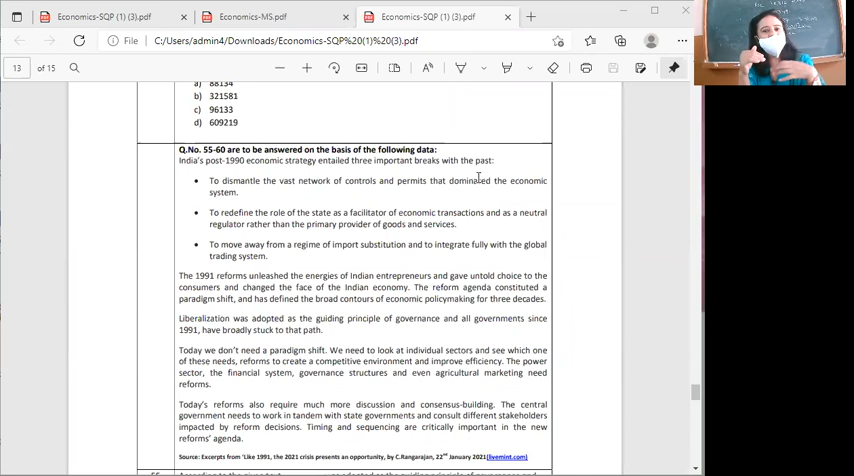 Economics-SQP (1) (3).pdf
Economics-MS.pdf
Economics-SQP (1) (3).pdf
File
C:/Users/admin4/Downloads/Economics-SQP%20(1)%20(3).pdf
13 of 15
a) 88134
b) 321581
c) 96133
d) 609219
Q.No. 55-60 are to be answered on the basis of the following data:
India's post-1990 economic strategy entailed three important breaks with the past:
• To dismantle the vast network of controls and permits that dominated the economic
system.
• To redefine the role of the state as a facilitator of economic transactions and as a neutral
regulator rather than the primary provider of goods and services.
• To move away from a regime of import substitution and to integrate fully with the global
trading system.
The 1991 reforms unleashed the energies of Indian entrepreneurs and gave untold choice to the
consumers and changed the face of the Indian economy. The reform agenda constituted a
paradigm shift, and has defined the broad contours of economic policymaking for three decades.
Liberalization was adopted as the guiding principle of governance and all governments since
1991, have broadly stuck to that path.
Today we don't need a paradigm shift. We need to look at individual sectors and see which one
of these needs, reforms to create a competitive environment and improve efficiency. The power
sector, the financial system, governance structures and even agricultural marketing need
reforms.
Today's reforms also require much more discussion and consensus-building. The central
government needs to work in tandem with state governments and consult different stakeholders
impacted by reform decisions. Timing and sequencing are critically important in the new
reforms' agenda.
Source: Excerpts from 'Like 1991, the 2021 crisis presents an opportunity, by C.Rangarajan, 22nd January 2021(livemint.com)